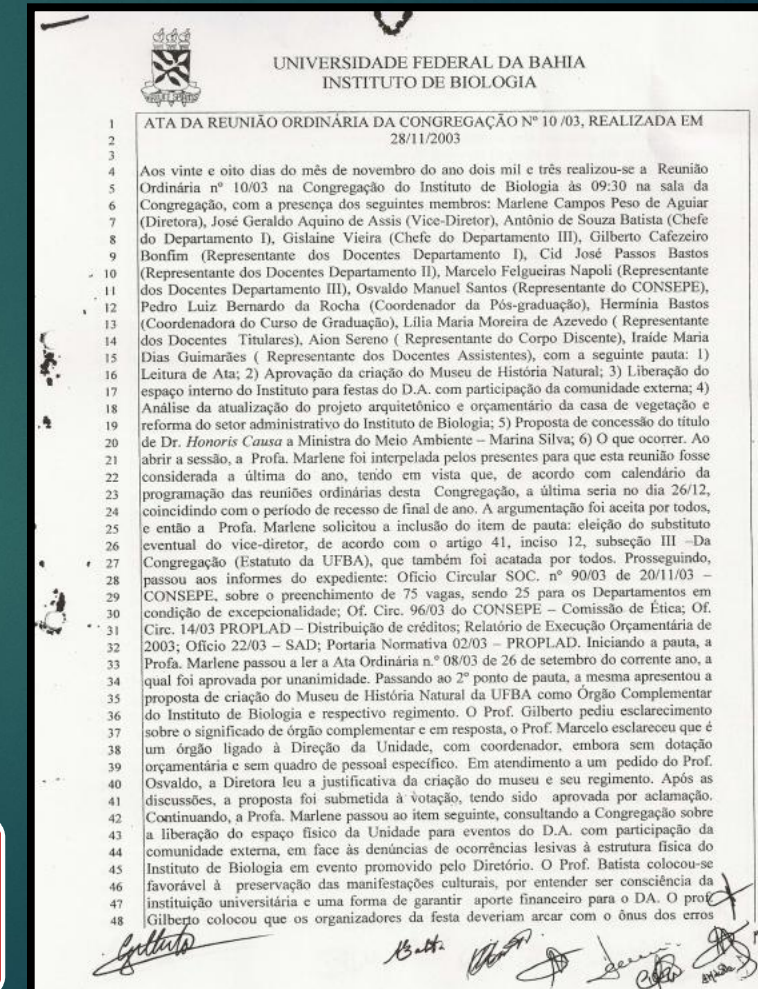 UNIVERSIDADE FEDERAL DA BAHIA
INSTITUTO DE BIOLOGIA
1 ATA DA REUNIÃO ORDINÁRIA DA CONGREGAÇÃO Nº 10 /03, REALIZADA EM
2 28/11/2003
3
4 Aos vinte e oito dias do mês de novembro do ano dois mil e três realizou-se a Reunião
5 Ordinária nº 10/03 na Congregação do Instituto de Biologia às 09:30 na sala da
6 Congregação, com a presença dos seguintes membros: Marlene Campos Peso de Aguiar
7 (Diretora), José Geraldo Aquino de Assis (Vice-Diretor), Antônio de Souza Batista (Chefe
8 do Departamento I), Gislaine Vieira (Chefe do Departamento III), Gilberto Cafezeiro
9 Bonfim (Representante dos Docentes Departamento I), Cid José Passos Bastos
10 (Representante dos Docentes Departamento II), Marcelo Felgueiras Napoli (Representante
11 dos Docentes Departamento III), Osvaldo Manuel Santos (Representante do CONSEPE),
12 Pedro Luiz Bernardo da Rocha (Coordenador da Pós-graduação), Hermínia Bastos
13 (Coordenadora do Curso de Graduação), Lília Maria Moreira de Azevedo ( Representante
14 dos Docentes Titulares), Aion Sereno ( Representante do Corpo Discente), Iraíde Maria
15 Dias Guimarães ( Representante dos Docentes Assistentes), com a seguinte pauta: 1)
16 Leitura de Ata; 2) Aprovação da criação do Museu de História Natural; 3) Liberação do
17 espaço interno do Instituto para festas do D.A. com participação da comunidade externa; 4)
18 Análise da atualização do projeto arquitetônico e orçamentário da casa de vegetação e
19 reforma do setor administrativo do Instituto de Biologia; 5) Proposta de concessão do título
20 de Dr. Honoris Causa a Ministra do Meio Ambiente – Marina Silva; 6) O que ocorrer. Ao
21 abrir a sessão, a Profa. Marlene foi interpelada pelos presentes para que esta reunião fosse
22 considerada a última do ano, tendo em vista que, de acordo com calendário da
23 programação das reuniões ordinárias desta Congregação, a última seria no dia 26/12,
24 coincidindo com o período de recesso de final de ano. A argumentação foi aceita por todos,
25 e então a Profa. Marlene solicitou a inclusão do item de pauta: eleição do substituto
26 eventual do vice-diretor, de acordo com o artigo 41, inciso 12, subseção III –Da
27 Congregação (Estatuto da UFBA), que também foi acatada por todos. Prosseguindo,
28 passou aos informes do expediente: Ofício Circular SOC. nº 90/03 de 20/11/03 –
29 CONSEPE, sobre o preenchimento de 75 vagas, sendo 25 para os Departamentos em
30 condição de excepcionalidade; Of. Circ. 96/03 do CONSEPE – Comissão de Ética; Of.
31 Circ. 14/03 PROPLAD – Distribuição de créditos; Relatório de Execução Orçamentária de
32 2003; Ofício 22/03 – SAD; Portaria Normativa 02/03 – PROPLAD. Iniciando a pauta, a
33 Profa. Marlene passou a ler a Ata Ordinária n.º 08/03 de 26 de setembro do corrente ano, a
34 qual foi aprovada por unanimidade. Passando ao 2º ponto de pauta, a mesma apresentou a
35 proposta de criação do Museu de História Natural da UFBA como Órgão Complementar
36 do Instituto de Biologia e respectivo regimento. O Prof. Gilberto pediu esclarecimento
37 sobre o significado de órgão complementar e em resposta, o Prof. Marcelo esclareceu que é
38 um órgão ligado à Direção da Unidade, com coordenador, embora sem dotação
39 orçamentária e sem quadro de pessoal específico. Em atendimento a um pedido do Prof.
40 Osvaldo, a Diretora leu a justificativa da criação do museu e seu regimento. Após as
41 discussões, a proposta foi submetida à votação, tendo sido aprovada por aclamação.
42 Continuando, a Profa. Marlene passou ao item seguinte, consultando a Congregação sobre
43 a liberação do espaço físico da Unidade para eventos do D.A. com participação da
44 comunidade externa, em face às denúncias de ocorrências lesivas à estrutura física do
45 Instituto de Biologia em evento promovido pelo Diretório. O Prof. Batista colocou-se
46 favorável à preservação das manifestações culturais, por entender ser consciência da
47 instituição universitária e uma forma de garantir aporte financeiro para o DA. O prof.
48 Gilberto colocou que os organizadores da festa deveriam arcar com o ônus dos erros
Gilberto